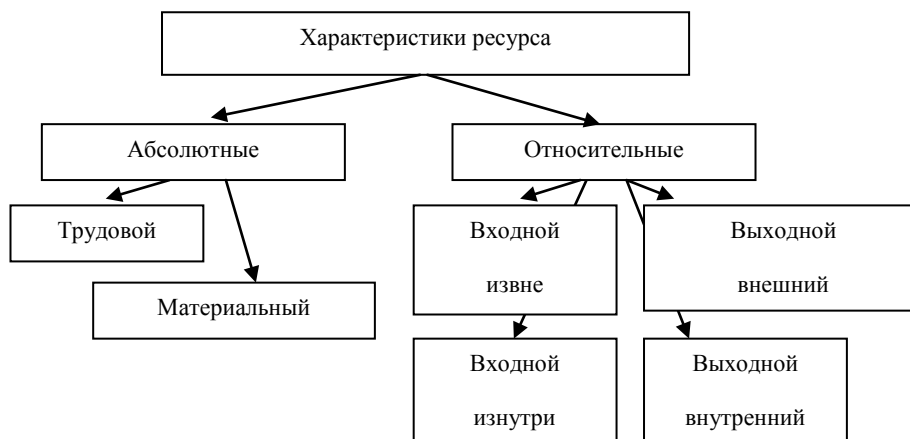 Характеристики ресурса
Абсолютные
Относительные
Трудовой
Материальный
Входной
извне
Выходной
внешний
Входной
изнутри
Выходной
внутренний